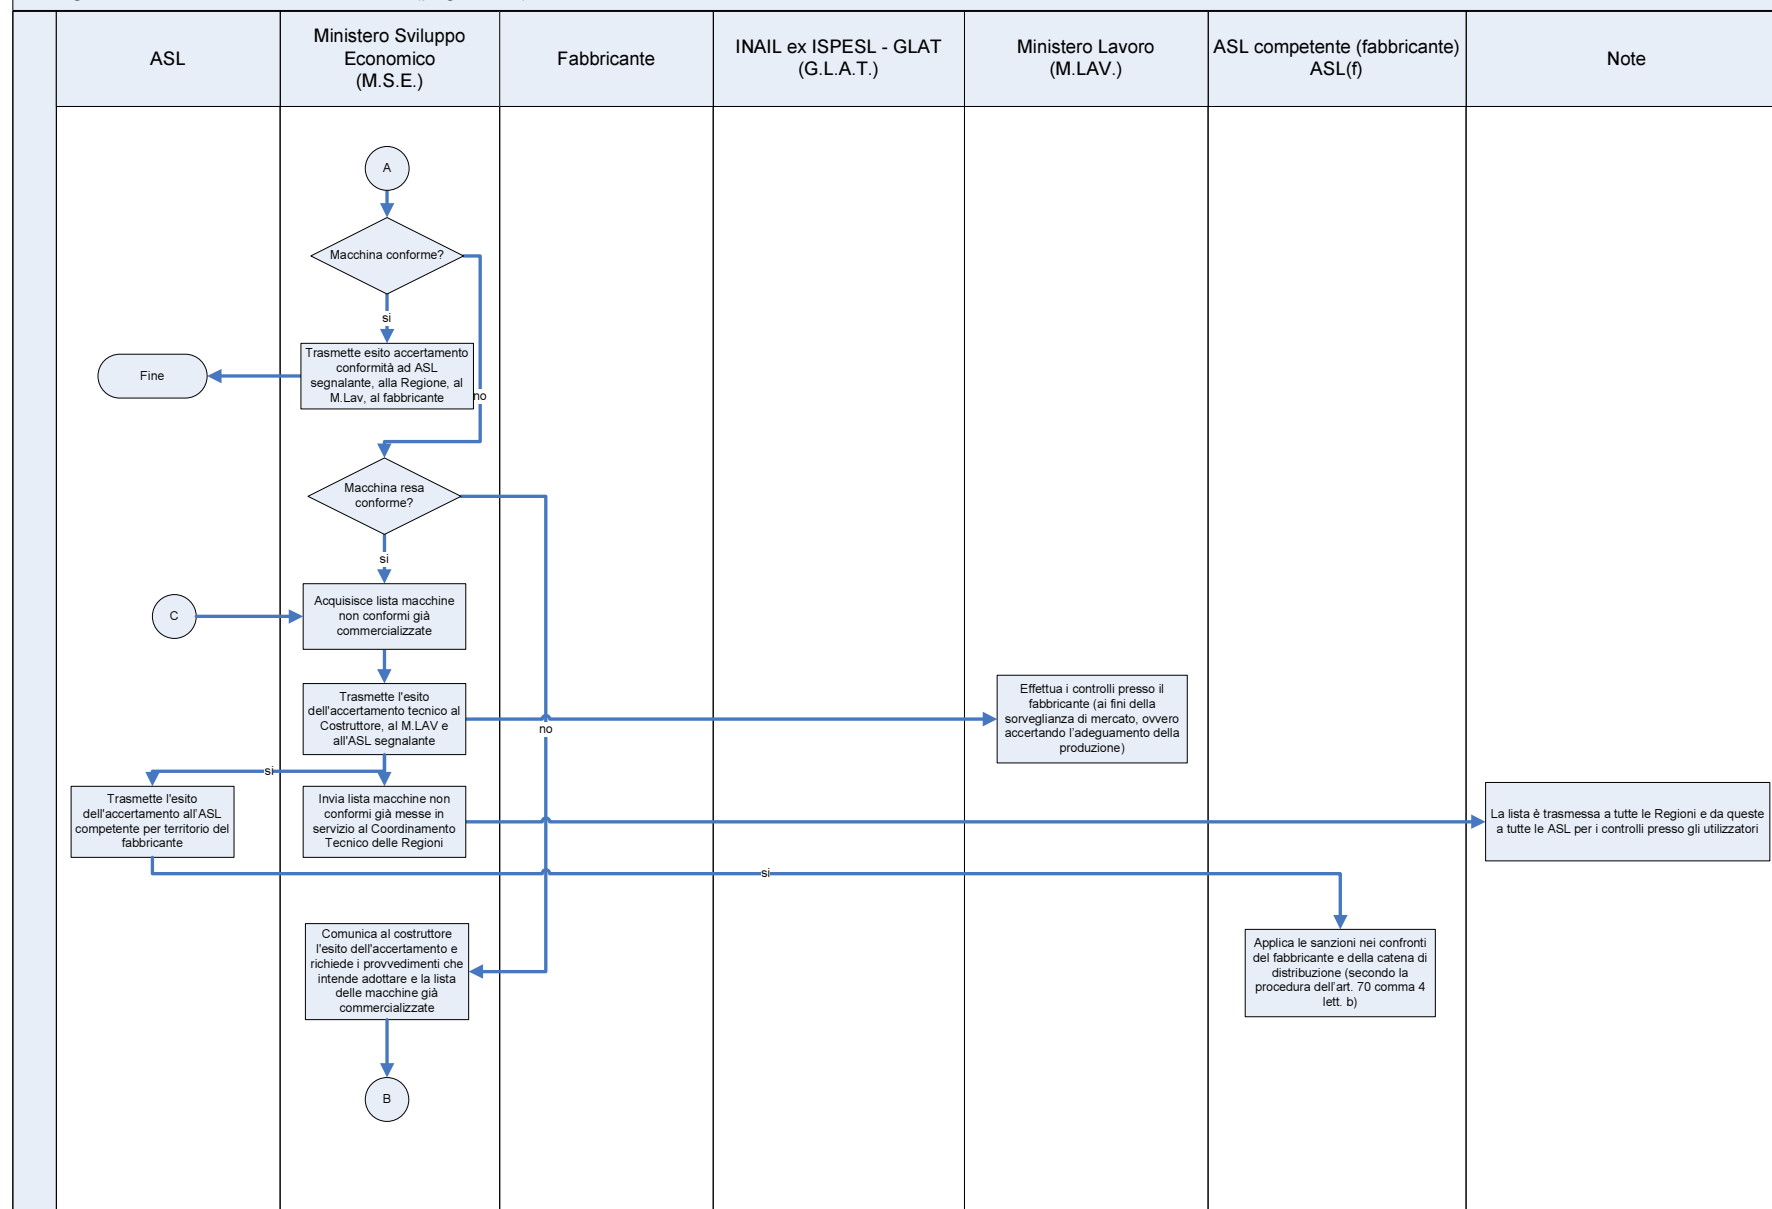 ASL
Ministero Sviluppo
Economico
(M.S.E.)
Fabbricante
INAIL ex ISPESL - GLAT
(G.L.A.T.)
Ministero Lavoro
(M.LAV.)
ASL competente (fabbricante)
ASL(f)
Note
A
Macchina conforme?
si
Trasmette esito accertamento
conformità ad ASL
segnalante, alla Regione, al
M.Lav, al fabbricante
Fine
no
Macchina resa
conforme?
si
C
Acquisisce lista macchine
non conformi già
commercializzate
Trasmette l'esito
dell'accertamento tecnico al
Costruttore, al M.LAV e
all'ASL segnalante
no
Effettua i controlli presso il
fabbricante (ai fini della
sorveglianza di mercato, ovvero
accertando l'adeguamento della
produzione)
si
Trasmette l'esito
dell'accertamento all'ASL
competente per territorio del
fabbricante
Invia lista macchine non
conformi già messe in
servizio al Coordinamento
Tecnico delle Regioni
La lista è trasmessa a tutte le Regioni e da queste
a tutte le ASL per i controlli presso gli utilizzatori
si
Comunica al costruttore
l'esito dell'accertamento e
richiede i provvedimenti che
intende adottare e la lista
delle macchine già
commercializzate
Applica le sanzioni nei confronti
del fabbricante e della catena di
distribuzione (secondo la
procedura dell'art. 70 comma 4
lett. b)
B